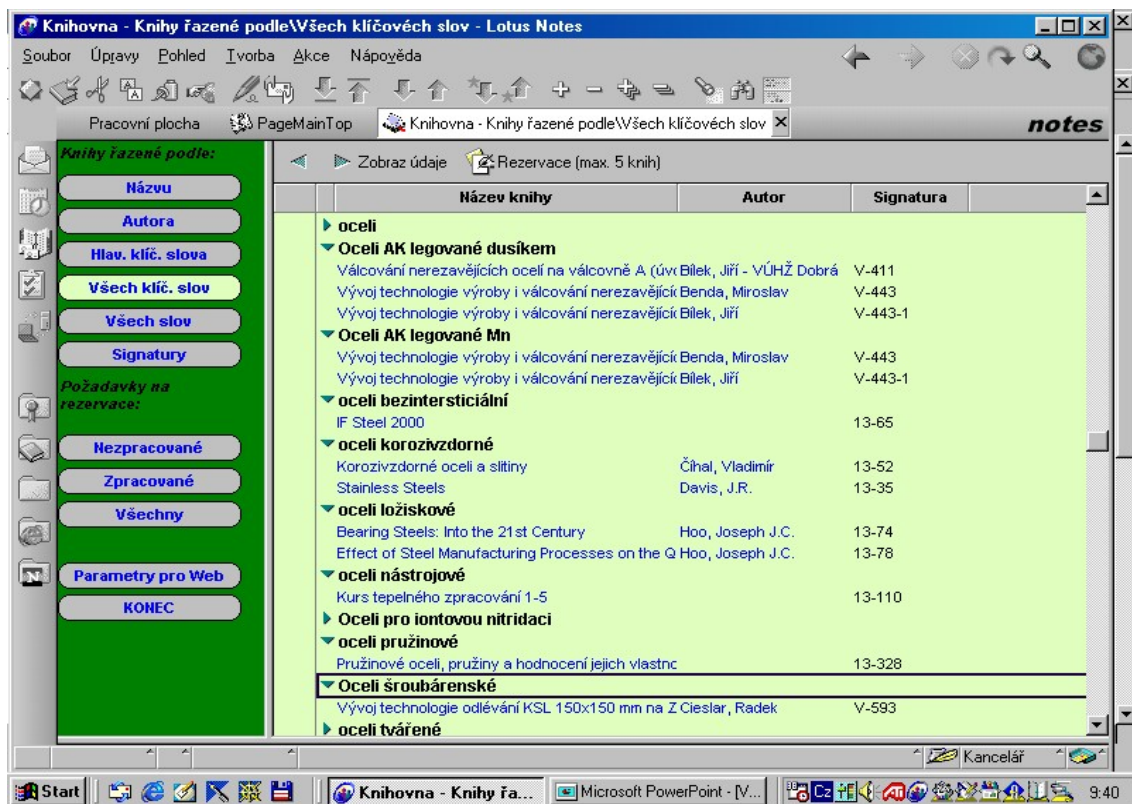 Knihovna - Knihy řazené podle\Všech klíčovéch slov - Lotus Notes
Soubor Úpravy Pohled Tvorba Akce Nápověda
Pracovní plocha PageMainTop Knihovna - Knihy řazené podle\Všech klíčovéch slov notes
Knihy řazené podle:
Názvu
Autora
Hlav. klíč. slova
Všech klíč. slov
Všech slov
Signatury
Požadavky na
rezervace:
Nezpracované
Zpracované
Všechny
Parametry pro Web
KONEC
Zobraz údaje Rezervace (max. 5 knih)
Název knihy Autor Signatura
oceli
Oceli AK legované dusíkem
Válcování nerezavějících ocelí na válcovně A (úvo Bílek, Jiří - VÚHŽ Dobrá V-411
Vývoj technologie výroby i válcování nerezavějící Benda, Miroslav V-443
Vývoj technologie výroby i válcování nerezavějící Bílek, Jiří V-443-1
Oceli AK legované Mn
Vývoj technologie výroby i válcování nerezavějící Benda, Miroslav V-443
Vývoj technologie výroby i válcování nerezavějící Bílek, Jiří V-443-1
oceli bezintersticiální
IF Steel 2000 13-65
oceli korozivzdorné
Korozivzdorné oceli a slitiny Číhal, Vladimír 13-52
Stainless Steels Davis, J.R. 13-35
oceli ložiskové
Bearing Steels: Into the 21st Century Hoo, Joseph J.C. 13-74
Effect of Steel Manufacturing Processes on the Q Hoo, Joseph J.C. 13-78
oceli nástrojové
Kurs tepelného zpracování 1-5 13-110
Oceli pro iontovou nitridaci
oceli pružinové
Pružinové oceli, pružiny a hodnocení jejich vlastno 13-328
Oceli šroubárenské
Vývoj technologie odlévání KSL 150x150 mm na Z Cieslar, Radek V-593
oceli tvářené
Kancelář
Start Knihovna - Knihy řa... Microsoft PowerPoint - [V... Cz 9:40